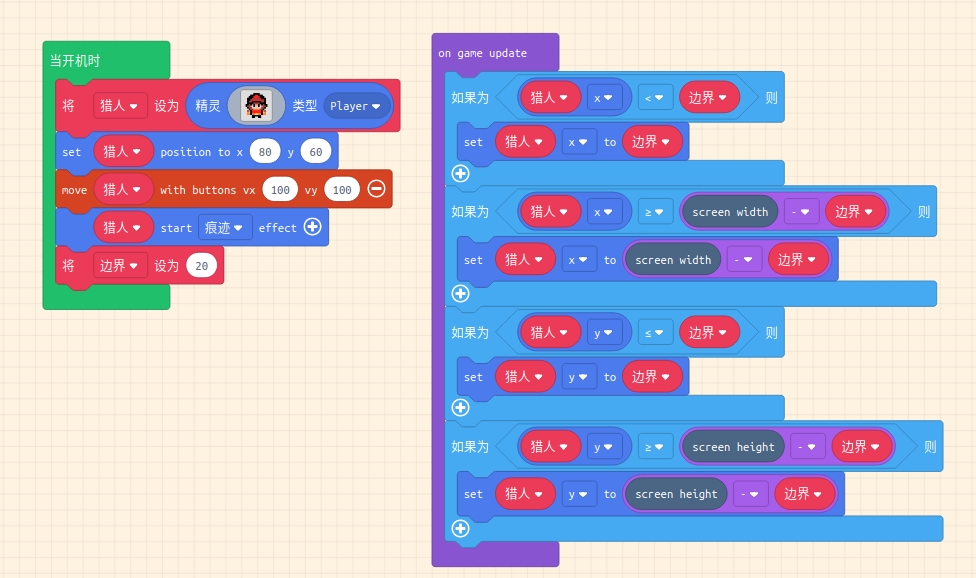 当开机时
将 猎人 设为 精灵 类型 Player
set 猎人 position to x 80 y 60
move 猎人 with buttons vx 100 vy 100
猎人 start 痕迹 effect
将 边界 设为 20
on game update
如果为 猎人 x < 边界 则
set 猎人 x to 边界
如果为 猎人 x ≥ screen width - 边界 则
set 猎人 x to screen width - 边界
如果为 猎人 y ≤ 边界 则
set 猎人 y to 边界
如果为 猎人 y ≥ screen height - 边界 则
set 猎人 y to screen height - 边界